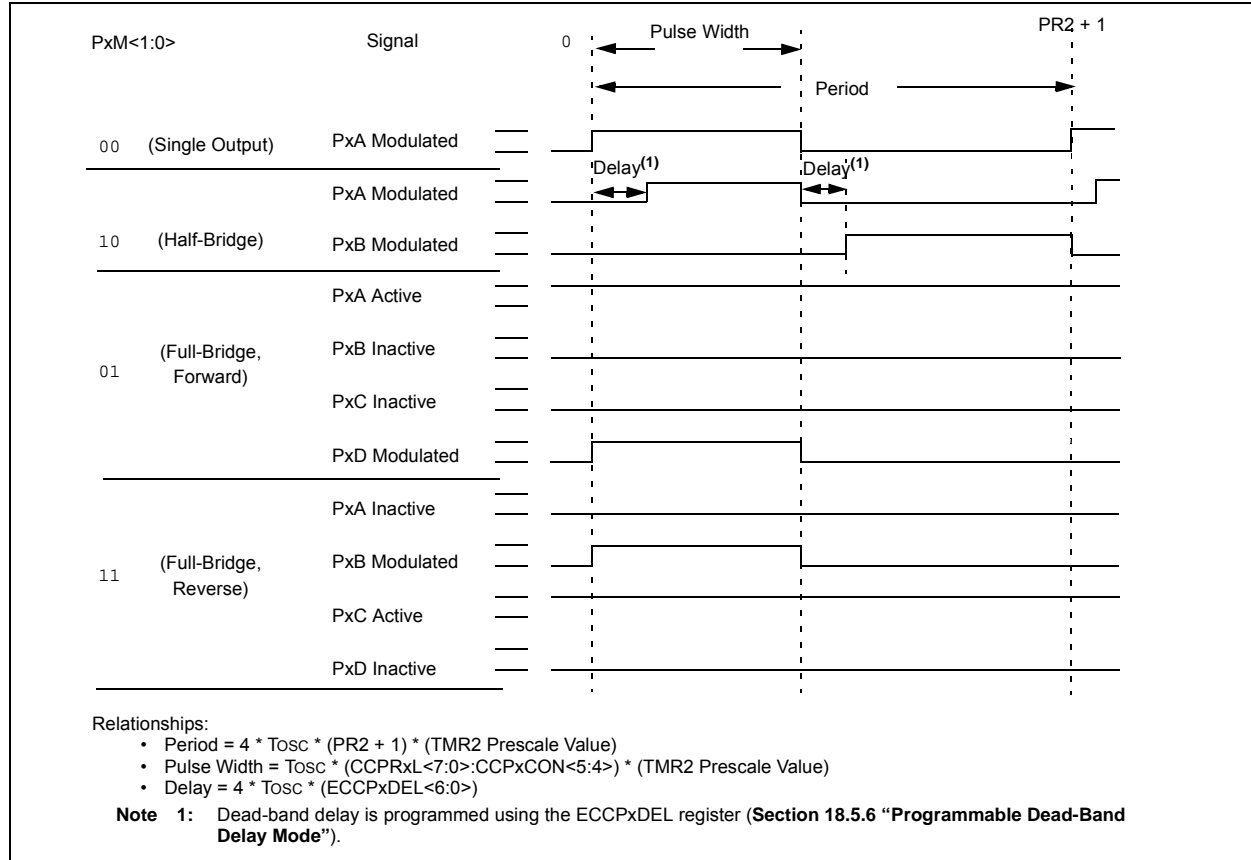 PxM<1:0> Signal 0 Pulse Width PR2 + 1
Period
00 (Single Output) PxA Modulated
Delay(1) Delay(1)
PxA Modulated
10 (Half-Bridge) PxB Modulated
PxA Active
01 (Full-Bridge, Forward) PxB Inactive
PxC Inactive
PxD Modulated
PxA Inactive
11 (Full-Bridge, Reverse) PxB Modulated
PxC Active
PxD Inactive
Relationships:
• Period = 4 * TOSC * (PR2 + 1) * (TMR2 Prescale Value)
• Pulse Width = TOSC * (CCPRxL<7:0>:CCPxCON<5:4>) * (TMR2 Prescale Value)
• Delay = 4 * TOSC * (ECCPxDEL<6:0>)
Note 1: Dead-band delay is programmed using the ECCPxDEL register (Section 18.5.6 “Programmable Dead-Band
Delay Mode”).